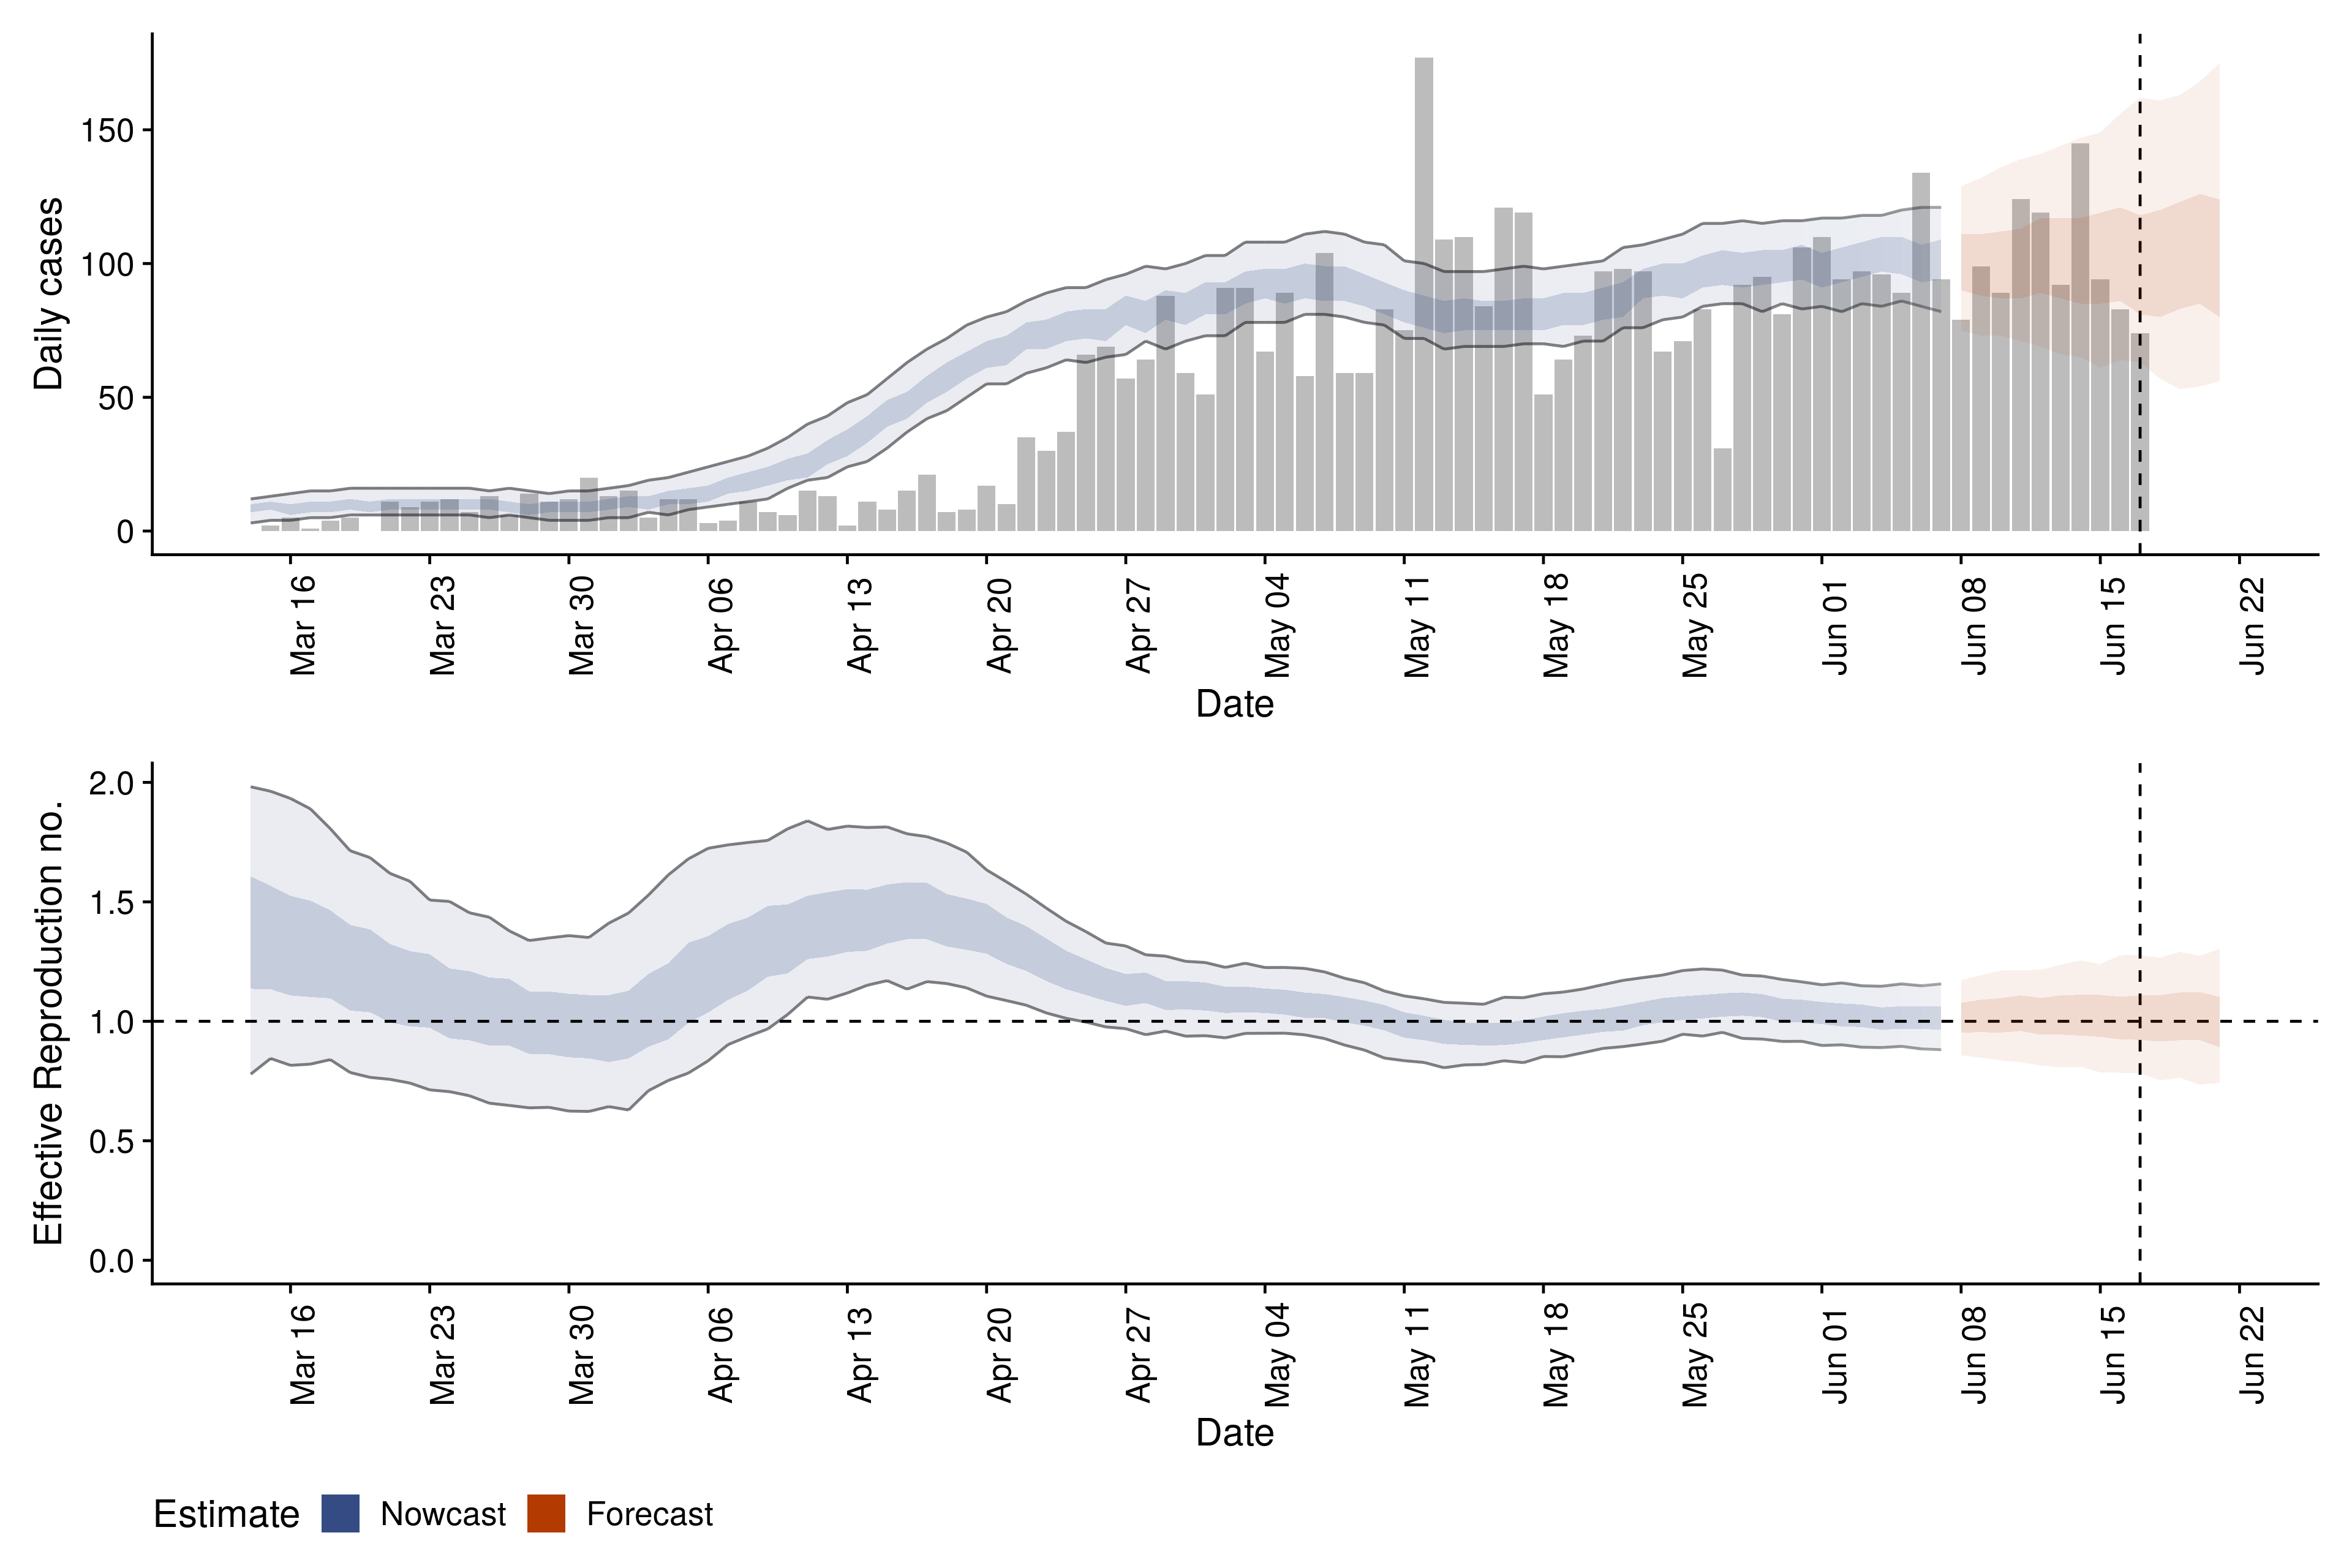 Daily cases
150
100
50
0
Mar 16
Mar 23
Mar 30
Apr 06
Apr 13
Apr 20
Apr 27
May 04
May 11
May 18
May 25
Jun 01
Jun 08
Jun 15
Jun 22
Date
Effective Reproduction no.
2.0
1.5
1.0
0.5
0.0
Mar 16
Mar 23
Mar 30
Apr 06
Apr 13
Apr 20
Apr 27
May 04
May 11
May 18
May 25
Jun 01
Jun 08
Jun 15
Jun 22
Date
Estimate Nowcast Forecast